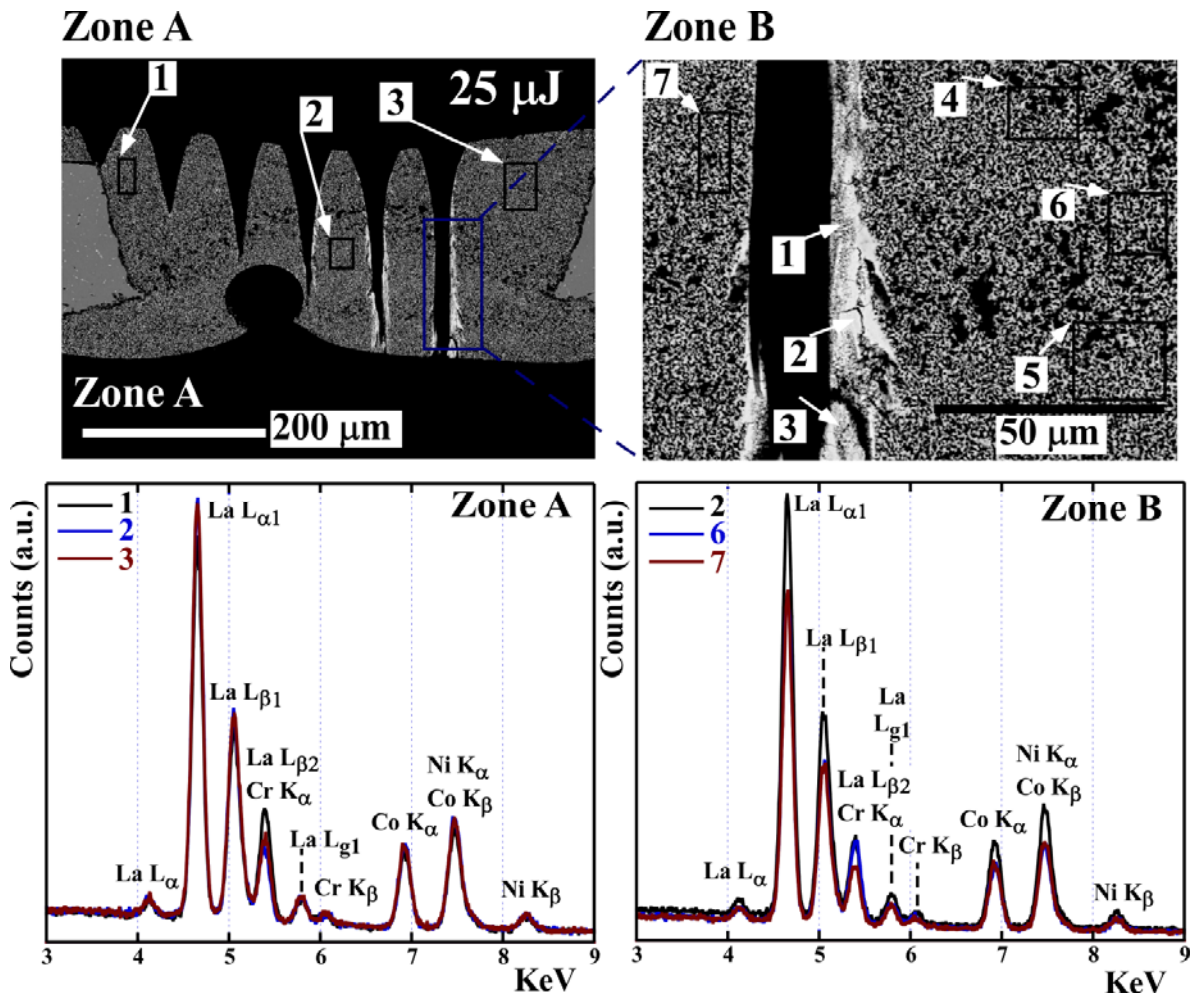 Zone A
Zone B
1
2
3
25 μJ
Zone A
200 μm
7
4
6
1
2
5
3
50 μm
Counts (a.u.)
1
2
3
Zone A
La Lα1
La Lβ1
La Lβ2
Cr Kα
La Lg1
Cr Kβ
Co Kα
Ni Kα
Co Kβ
Ni Kβ
La Lα
3 4 5 6 7 8 9
KeV
Counts (a.u.)
2
6
7
Zone B
La Lα1
La Lβ1
La
Lg1
La Lβ2
Cr Kα
Cr Kβ
Co Kα
Ni Kα
Co Kβ
Ni Kβ
La Lα
3 4 5 6 7 8 9
KeV